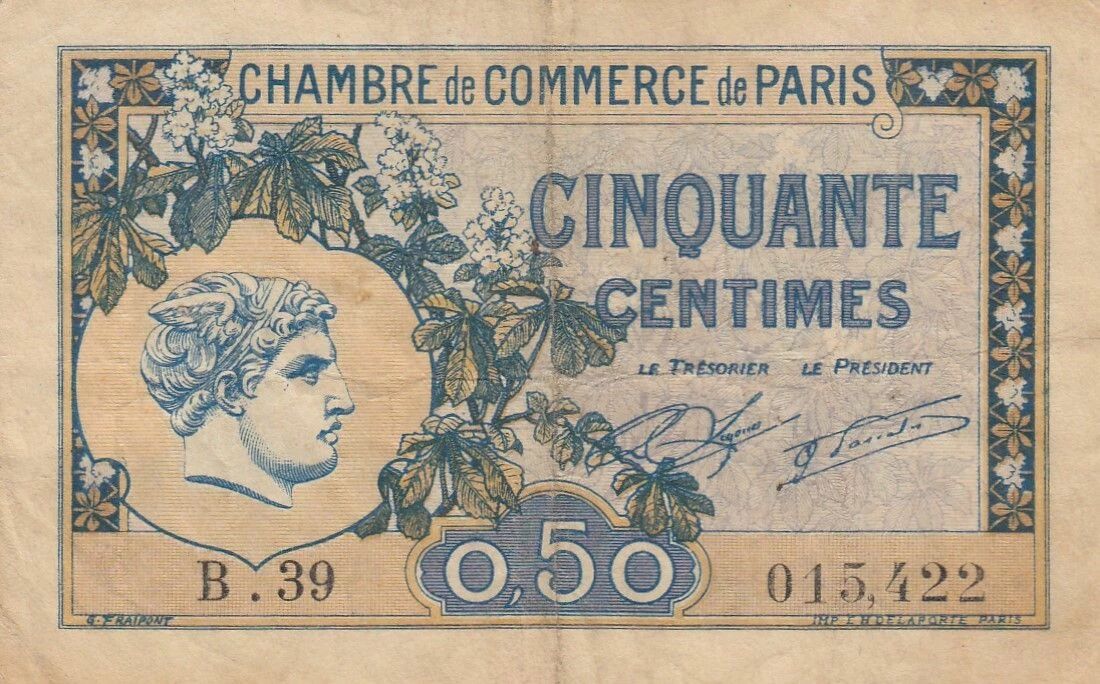 CHAMBRE de COMMERCE de PARIS
CINQUANTE
CENTIMES
LE TRÉSORIER LE PRÉSIDENT
B.39
0,50
015,422
G. FRAIPONT
IMP. L.H. DELAPORTE PARIS